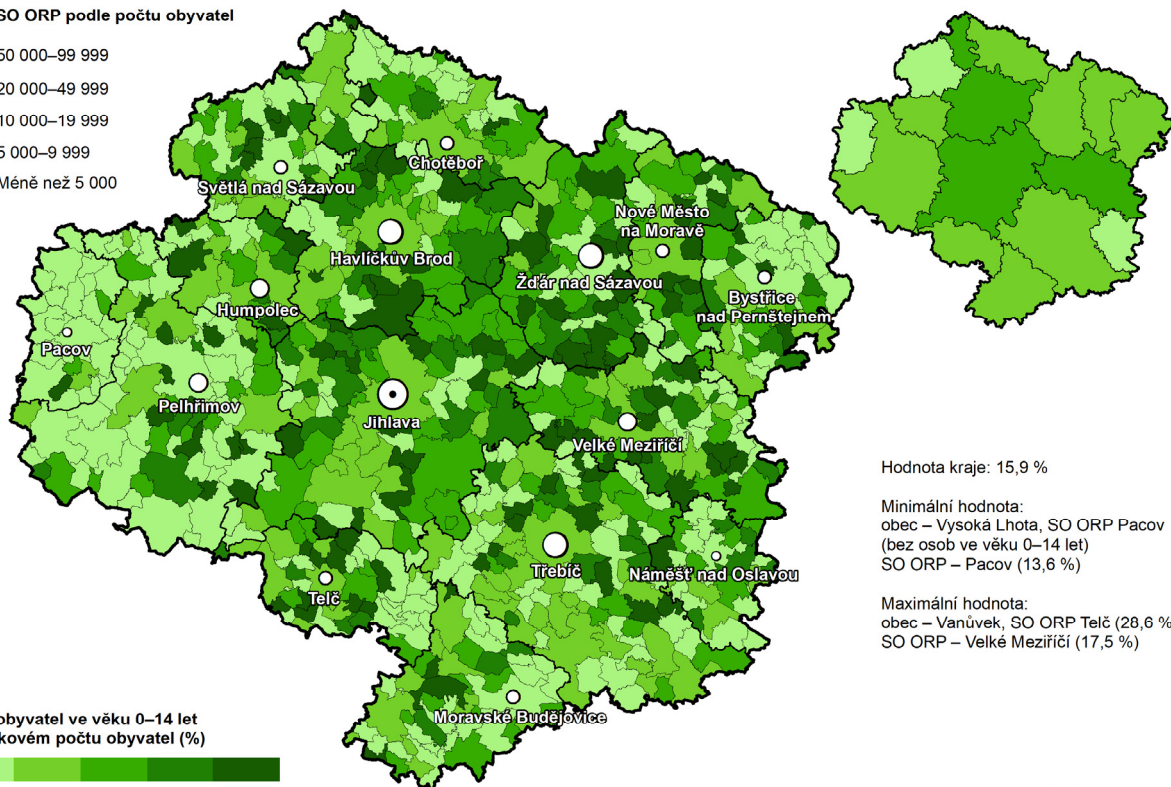 SO ORP podle počtu obyvatel
50 000–99 999
20 000–49 999
10 000–19 999
5 000–9 999
Méně než 5 000
Chotěboř
Světlá nad Sázavou
Nové Město
na Moravě
Havlíčkův Brod
Žďár nad Sázavou
Humpolec
Bystřice
nad Pernštejnem
Pacov
Pelhřimov
Jihlava
Velké Meziříčí
Třebíč
Náměšť nad Oslavou
Telč
Moravské Budějovice
Hodnota kraje: 15,9 %
Minimální hodnota:
obec – Vysoká Lhota, SO ORP Pacov
(bez osob ve věku 0–14 let)
SO ORP – Pacov (13,6 %)
Maximální hodnota:
obec – Vanůvek, SO ORP Telč (28,6 %
SO ORP – Velké Meziříčí (17,5 %)
obyvatel ve věku 0–14 let
kovém počtu obyvatel (%)